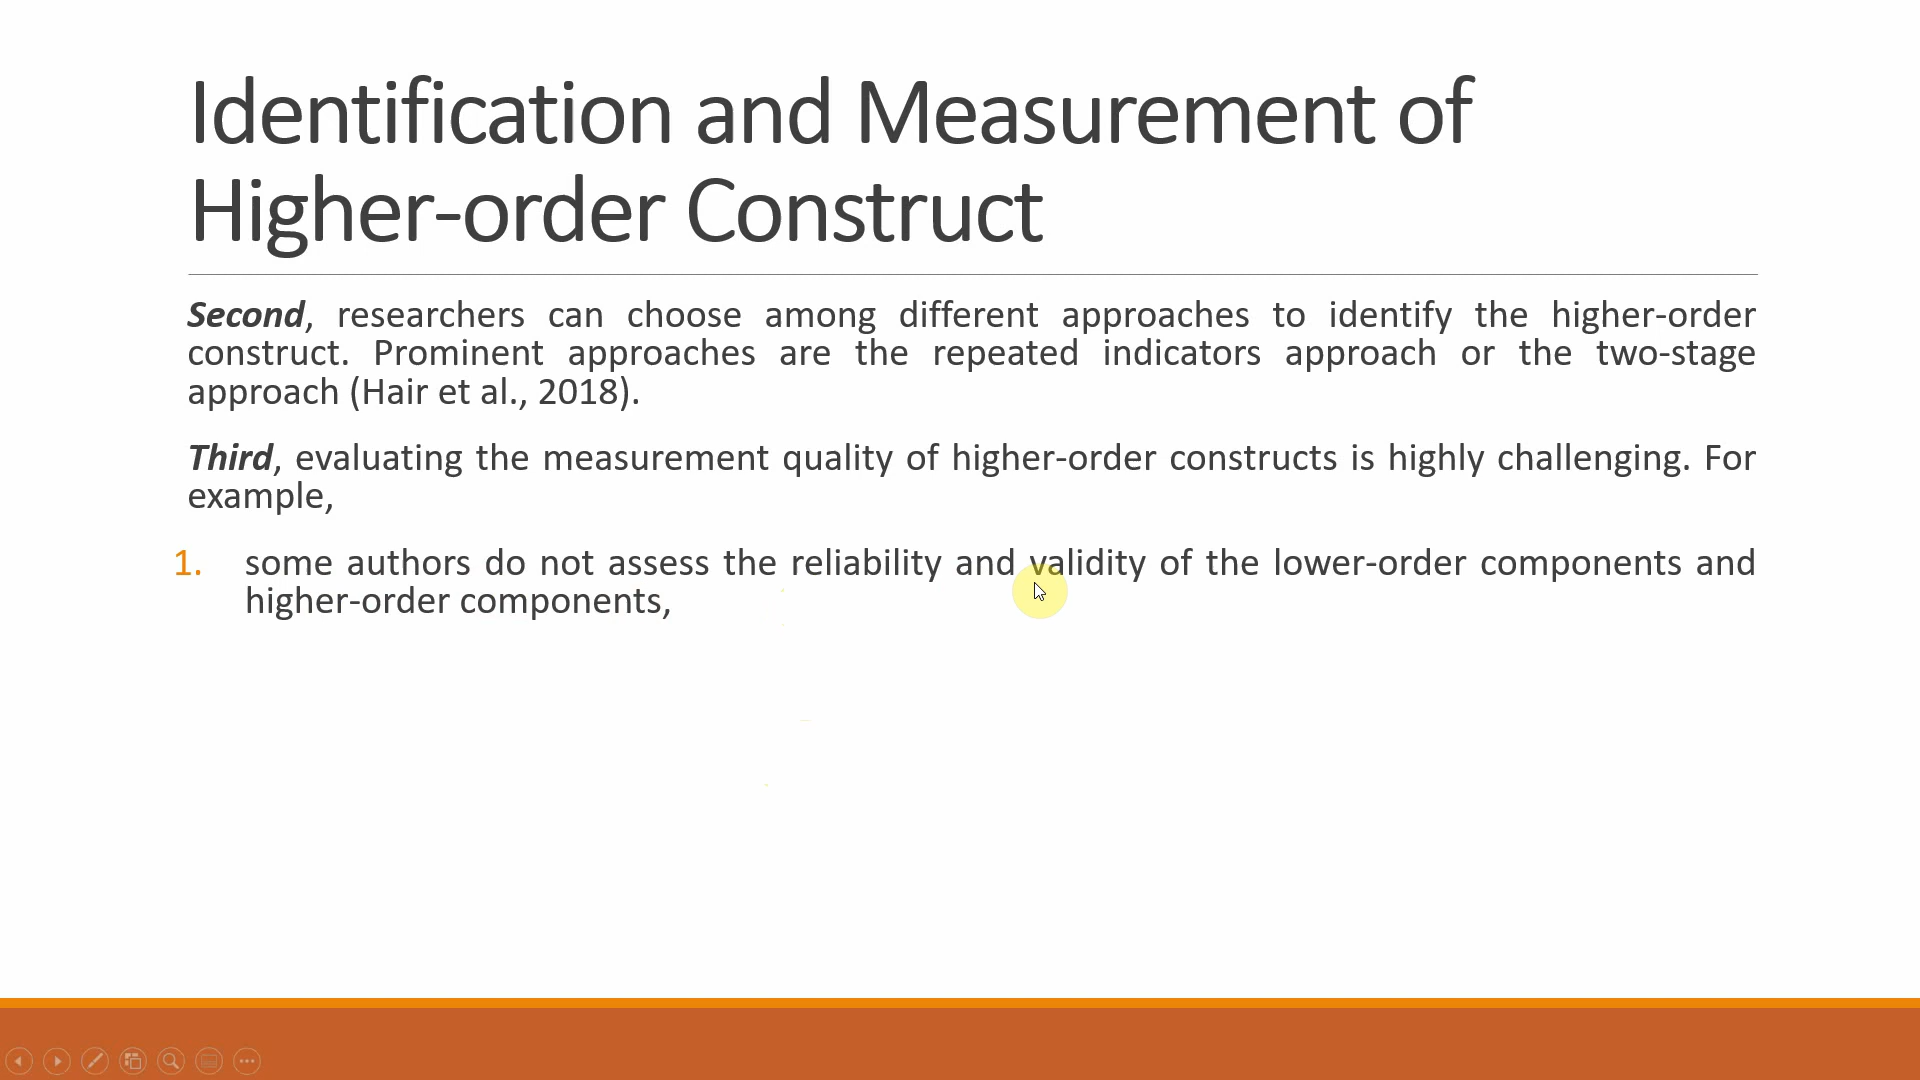 Identification and Measurement of
Higher-order Construct
Second, researchers can choose among different approaches to identify the higher-order
construct. Prominent approaches are the repeated indicators approach or the two-stage
approach (Hair et al., 2018).
Third, evaluating the measurement quality of higher-order constructs is highly challenging. For
example,
1. some authors do not assess the reliability and validity of the lower-order components and
higher-order components,